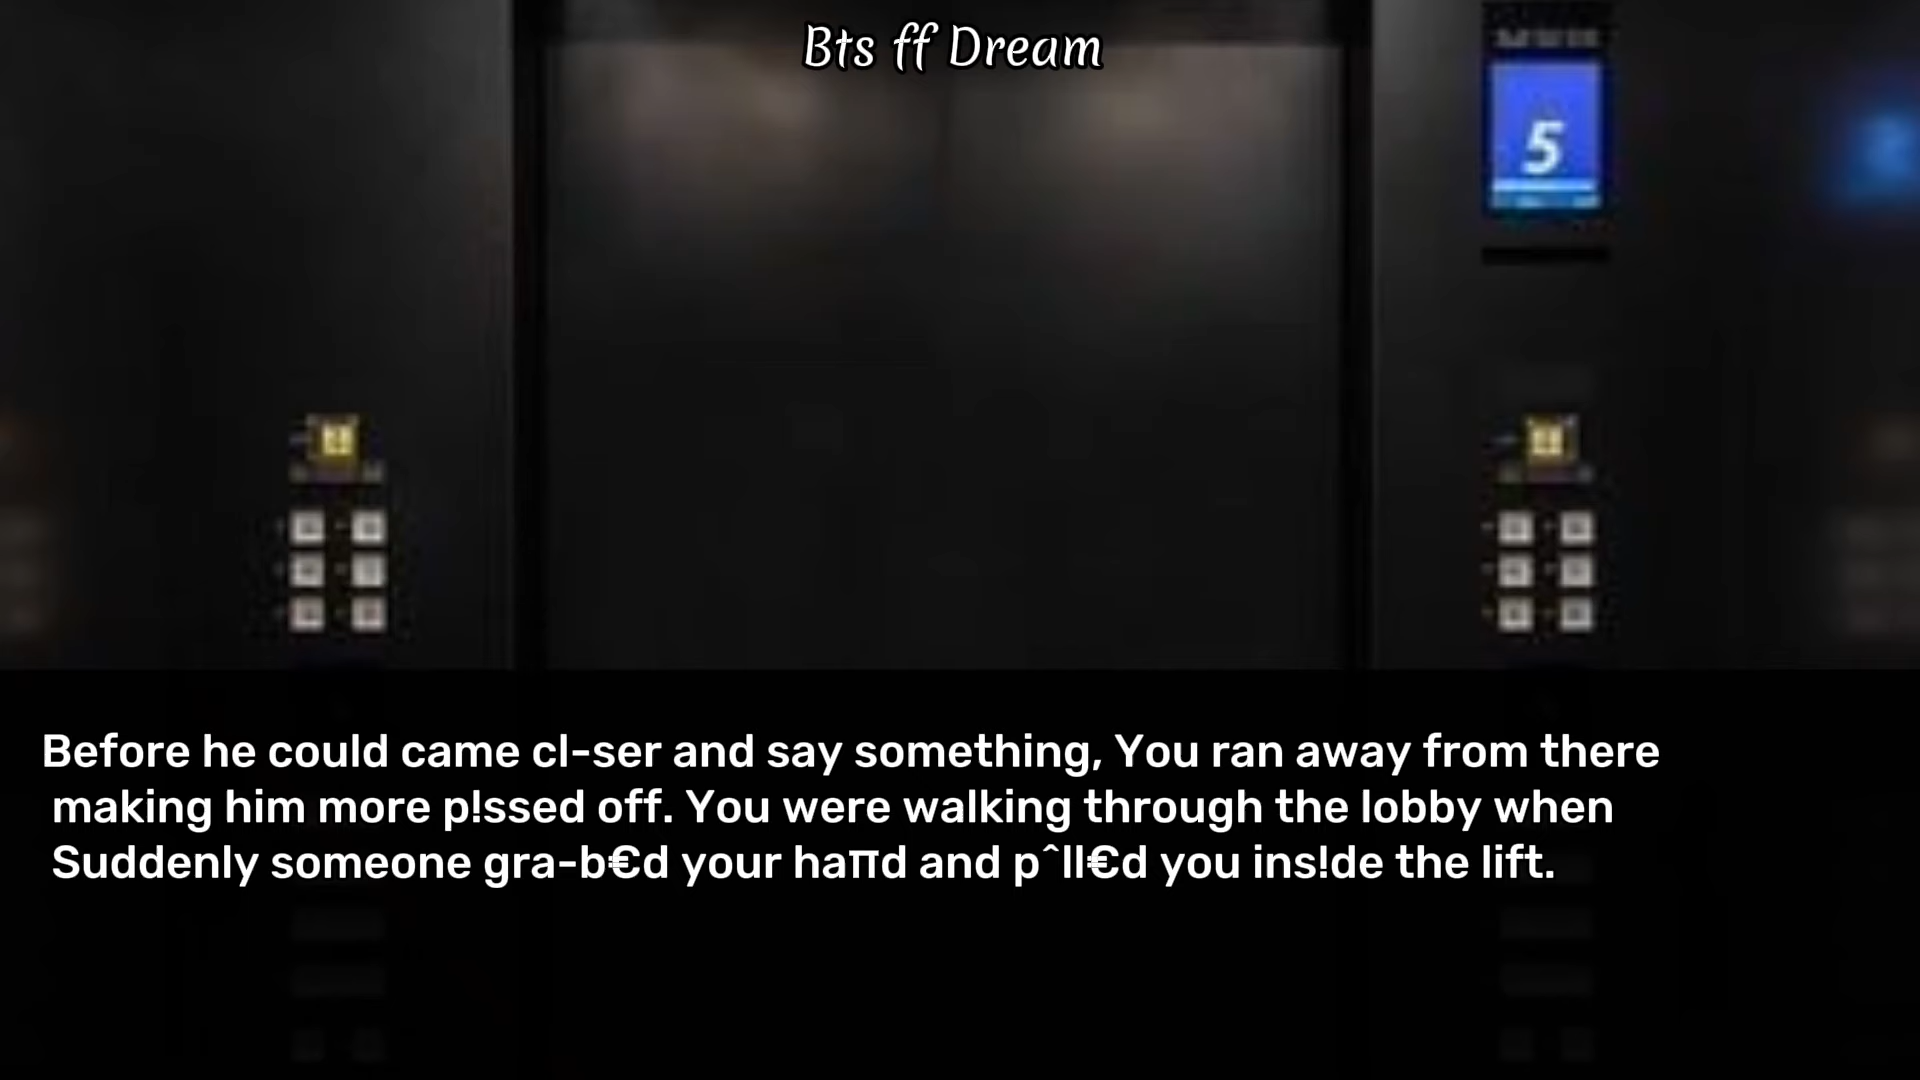 Bts ff Dream
5
Before he could came cl-ser and say something, You ran away from there
making him more p!ssed off. You were walking through the lobby when
Suddenly someone gra-b€d your haπd and pˆll€d you ins!de the lift.